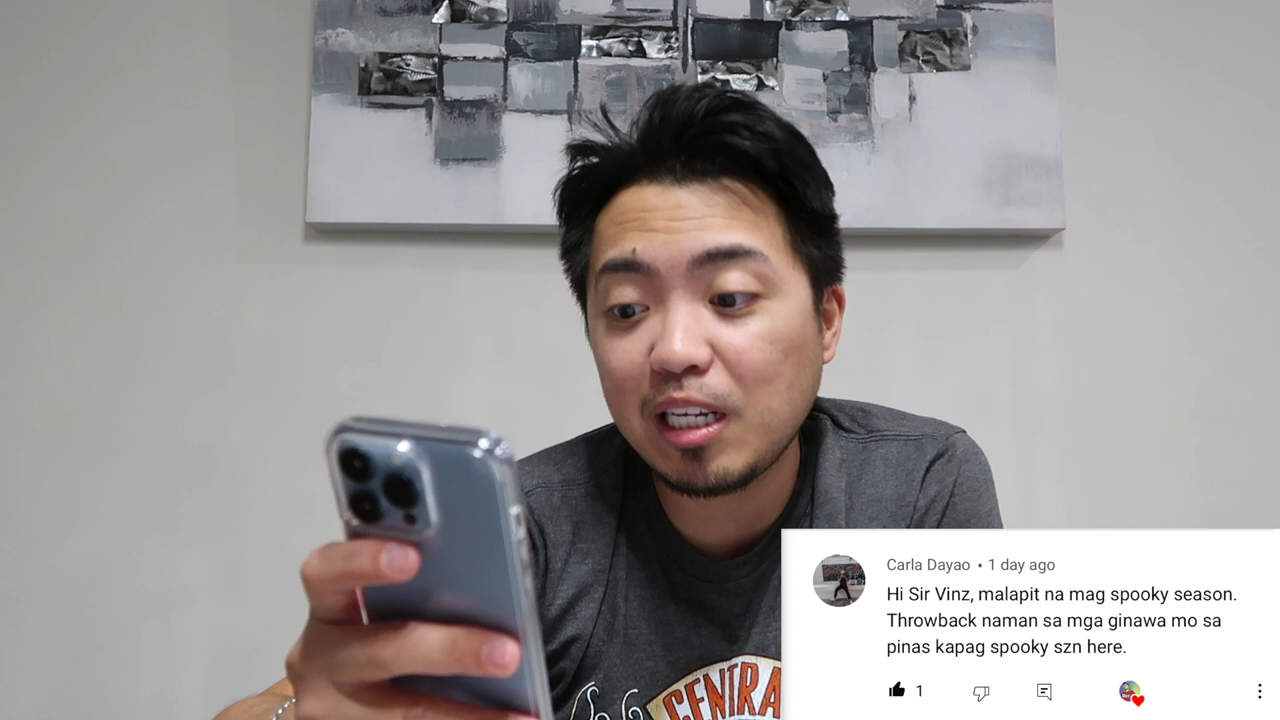 CENTRA
Carla Dayao • 1 day ago
Hi Sir Vinz, malapit na mag spooky season.
Throwback naman sa mga ginawa mo sa
pinas kapag spooky szn here.
1